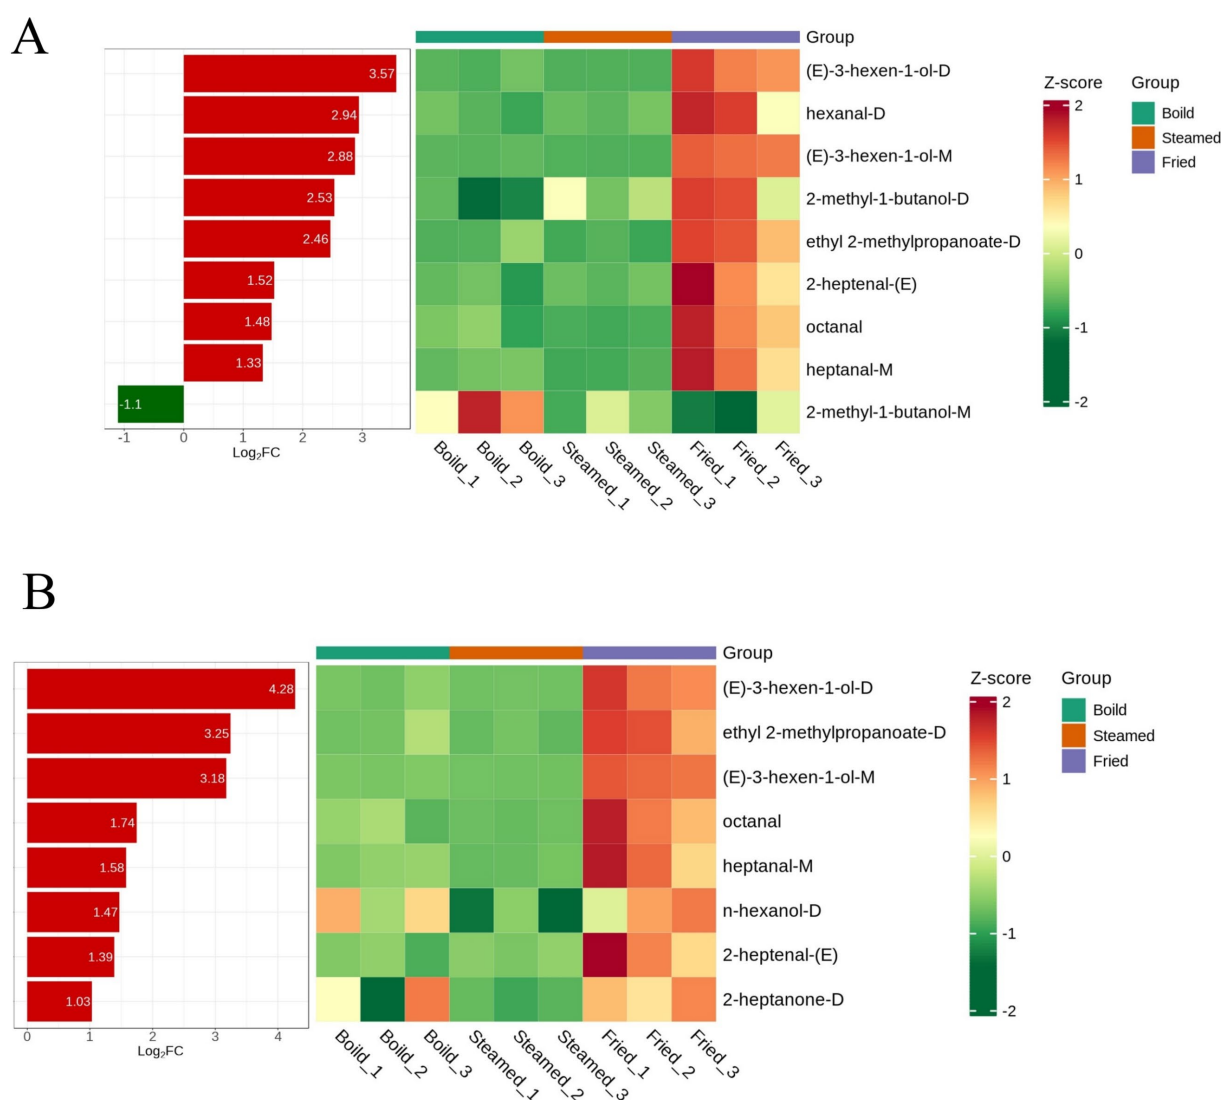 A
Group
3.57
(E)-3-hexen-1-ol-D
2.94
hexanal-D
2.88
(E)-3-hexen-1-ol-M
2.53
2-methyl-1-butanol-D
2.46
ethyl 2-methylpropanoate-D
1.52
2-heptenal-(E)
1.48
octanal
1.33
heptanal-M
-1.1
2-methyl-1-butanol-M
-1 0 1 2 3
Log₂FC
Boild_1 Boild_2 Boild_3 Steamed_1 Steamed_2 Steamed_3 Fried_1 Fried_2 Fried_3
Z-score
2
1
0
-1
-2
Group
Boild
Steamed
Fried
B
Group
4.28
(E)-3-hexen-1-ol-D
3.25
ethyl 2-methylpropanoate-D
3.18
(E)-3-hexen-1-ol-M
1.74
octanal
1.58
heptanal-M
1.47
n-hexanol-D
1.39
2-heptenal-(E)
1.03
2-heptanone-D
0 1 2 3 4
Log₂FC
Boild_1 Boild_2 Boild_3 Steamed_1 Steamed_2 Steamed_3 Fried_1 Fried_2 Fried_3
Z-score
2
1
0
-1
-2
Group
Boild
Steamed
Fried